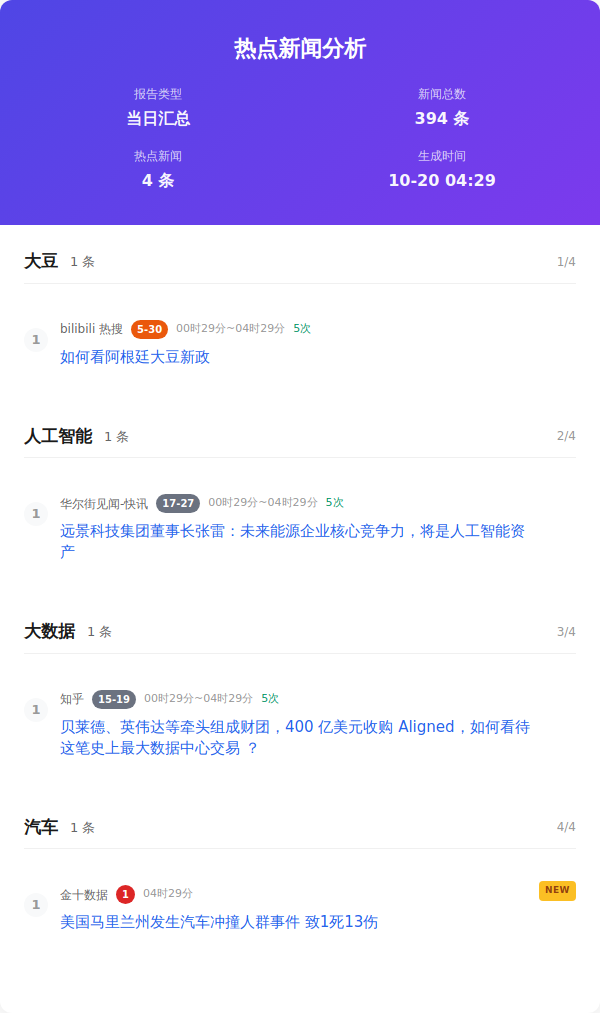 热点新闻分析
报告类型
新闻总数
当日汇总
394 条
热点新闻
生成时间
4 条
10-20 04:29
大豆 1 条 1/4
1 bilibili 热搜 5-30 00时29分~04时29分 5次
如何看阿根廷大豆新政
人工智能 1 条 2/4
1 华尔街见闻-快讯 17-27 00时29分~04时29分 5次
远景科技集团董事长张雷：未来能源企业核心竞争力，将是人工智能资
产
大数据 1 条 3/4
1 知乎 15-19 00时29分~04时29分 5次
贝莱德、英伟达等牵头组成财团，400 亿美元收购 Aligned，如何看待
这笔史上最大数据中心交易 ？
汽车 1 条 4/4
1 金十数据 1 04时29分 NEW
美国马里兰州发生汽车冲撞人群事件 致1死13伤